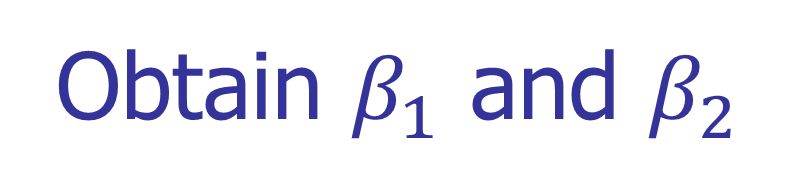 Obtain β₁ and β₂